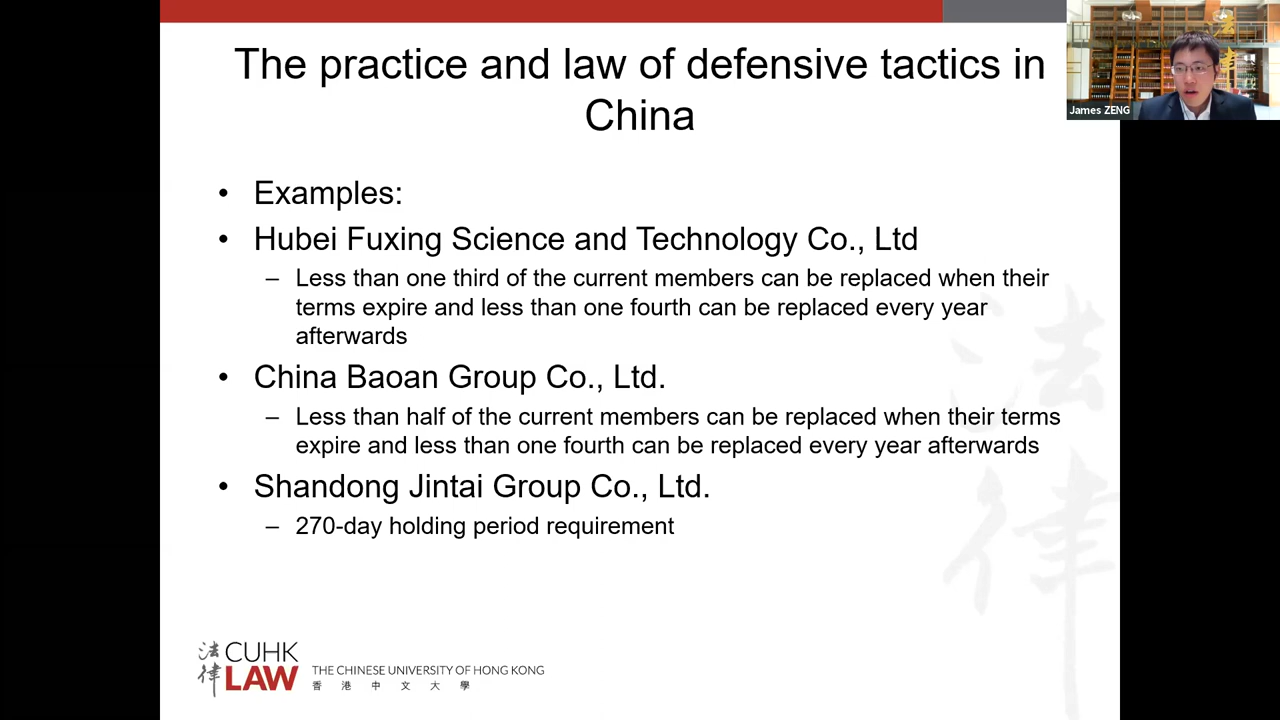 The practice and law of defensive tactics in
China
James ZENG
• Examples:
• Hubei Fuxing Science and Technology Co., Ltd
– Less than one third of the current members can be replaced when their
terms expire and less than one fourth can be replaced every year
afterwards
• China Baoan Group Co., Ltd.
– Less than half of the current members can be replaced when their terms
expire and less than one fourth can be replaced every year afterwards
• Shandong Jintai Group Co., Ltd.
– 270-day holding period requirement
法律
法律
CUHK
LAW
THE CHINESE UNIVERSITY OF HONG KONG
香港中文大學